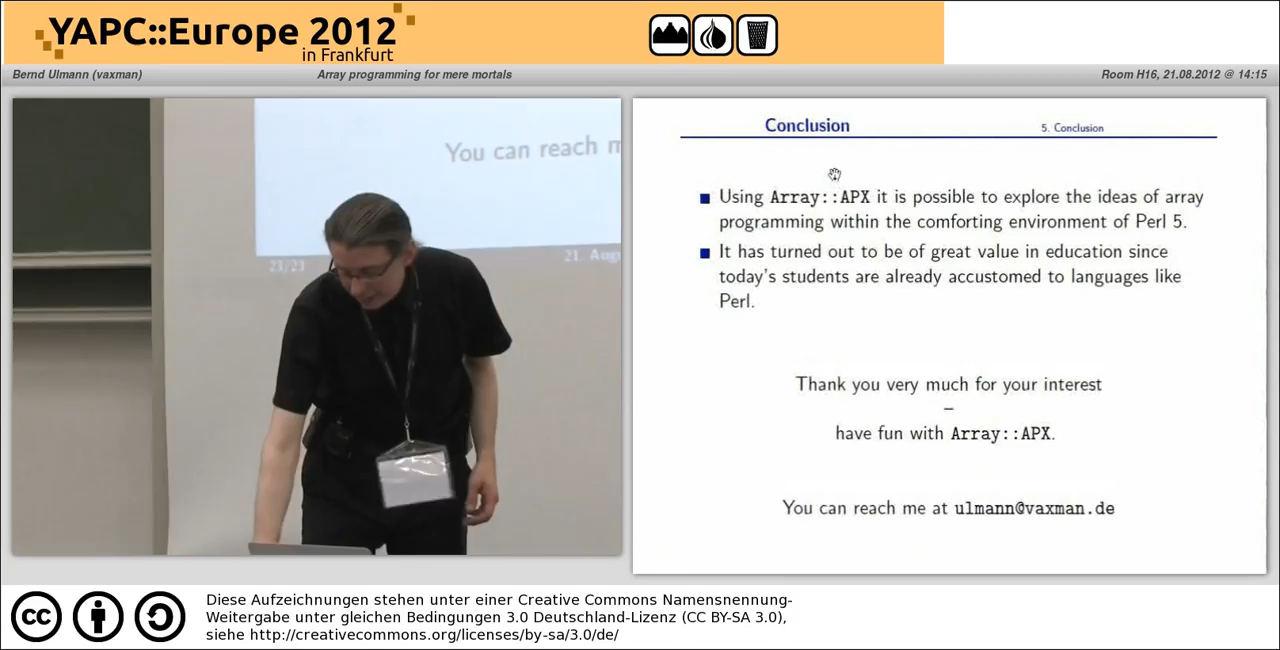 YAPC::Europe 2012
in Frankfurt
Bernd Ulmann (vaxman) Array programming for mere mortals Room H16, 21.08.2012 @ 14:15
You can reach m
23/23 21. Aug
Conclusion 5. Conclusion
Using Array::APX it is possible to explore the ideas of array
programming within the comforting environment of Perl 5.
It has turned out to be of great value in education since
today's students are already accustomed to languages like
Perl.
Thank you very much for your interest
–
have fun with Array::APX.
You can reach me at ulmann@vaxman.de
cc
Diese Aufzeichnungen stehen unter einer Creative Commons Namensnennung-
Weitergabe unter gleichen Bedingungen 3.0 Deutschland-Lizenz (CC BY-SA 3.0),
siehe http://creativecommons.org/licenses/by-sa/3.0/de/